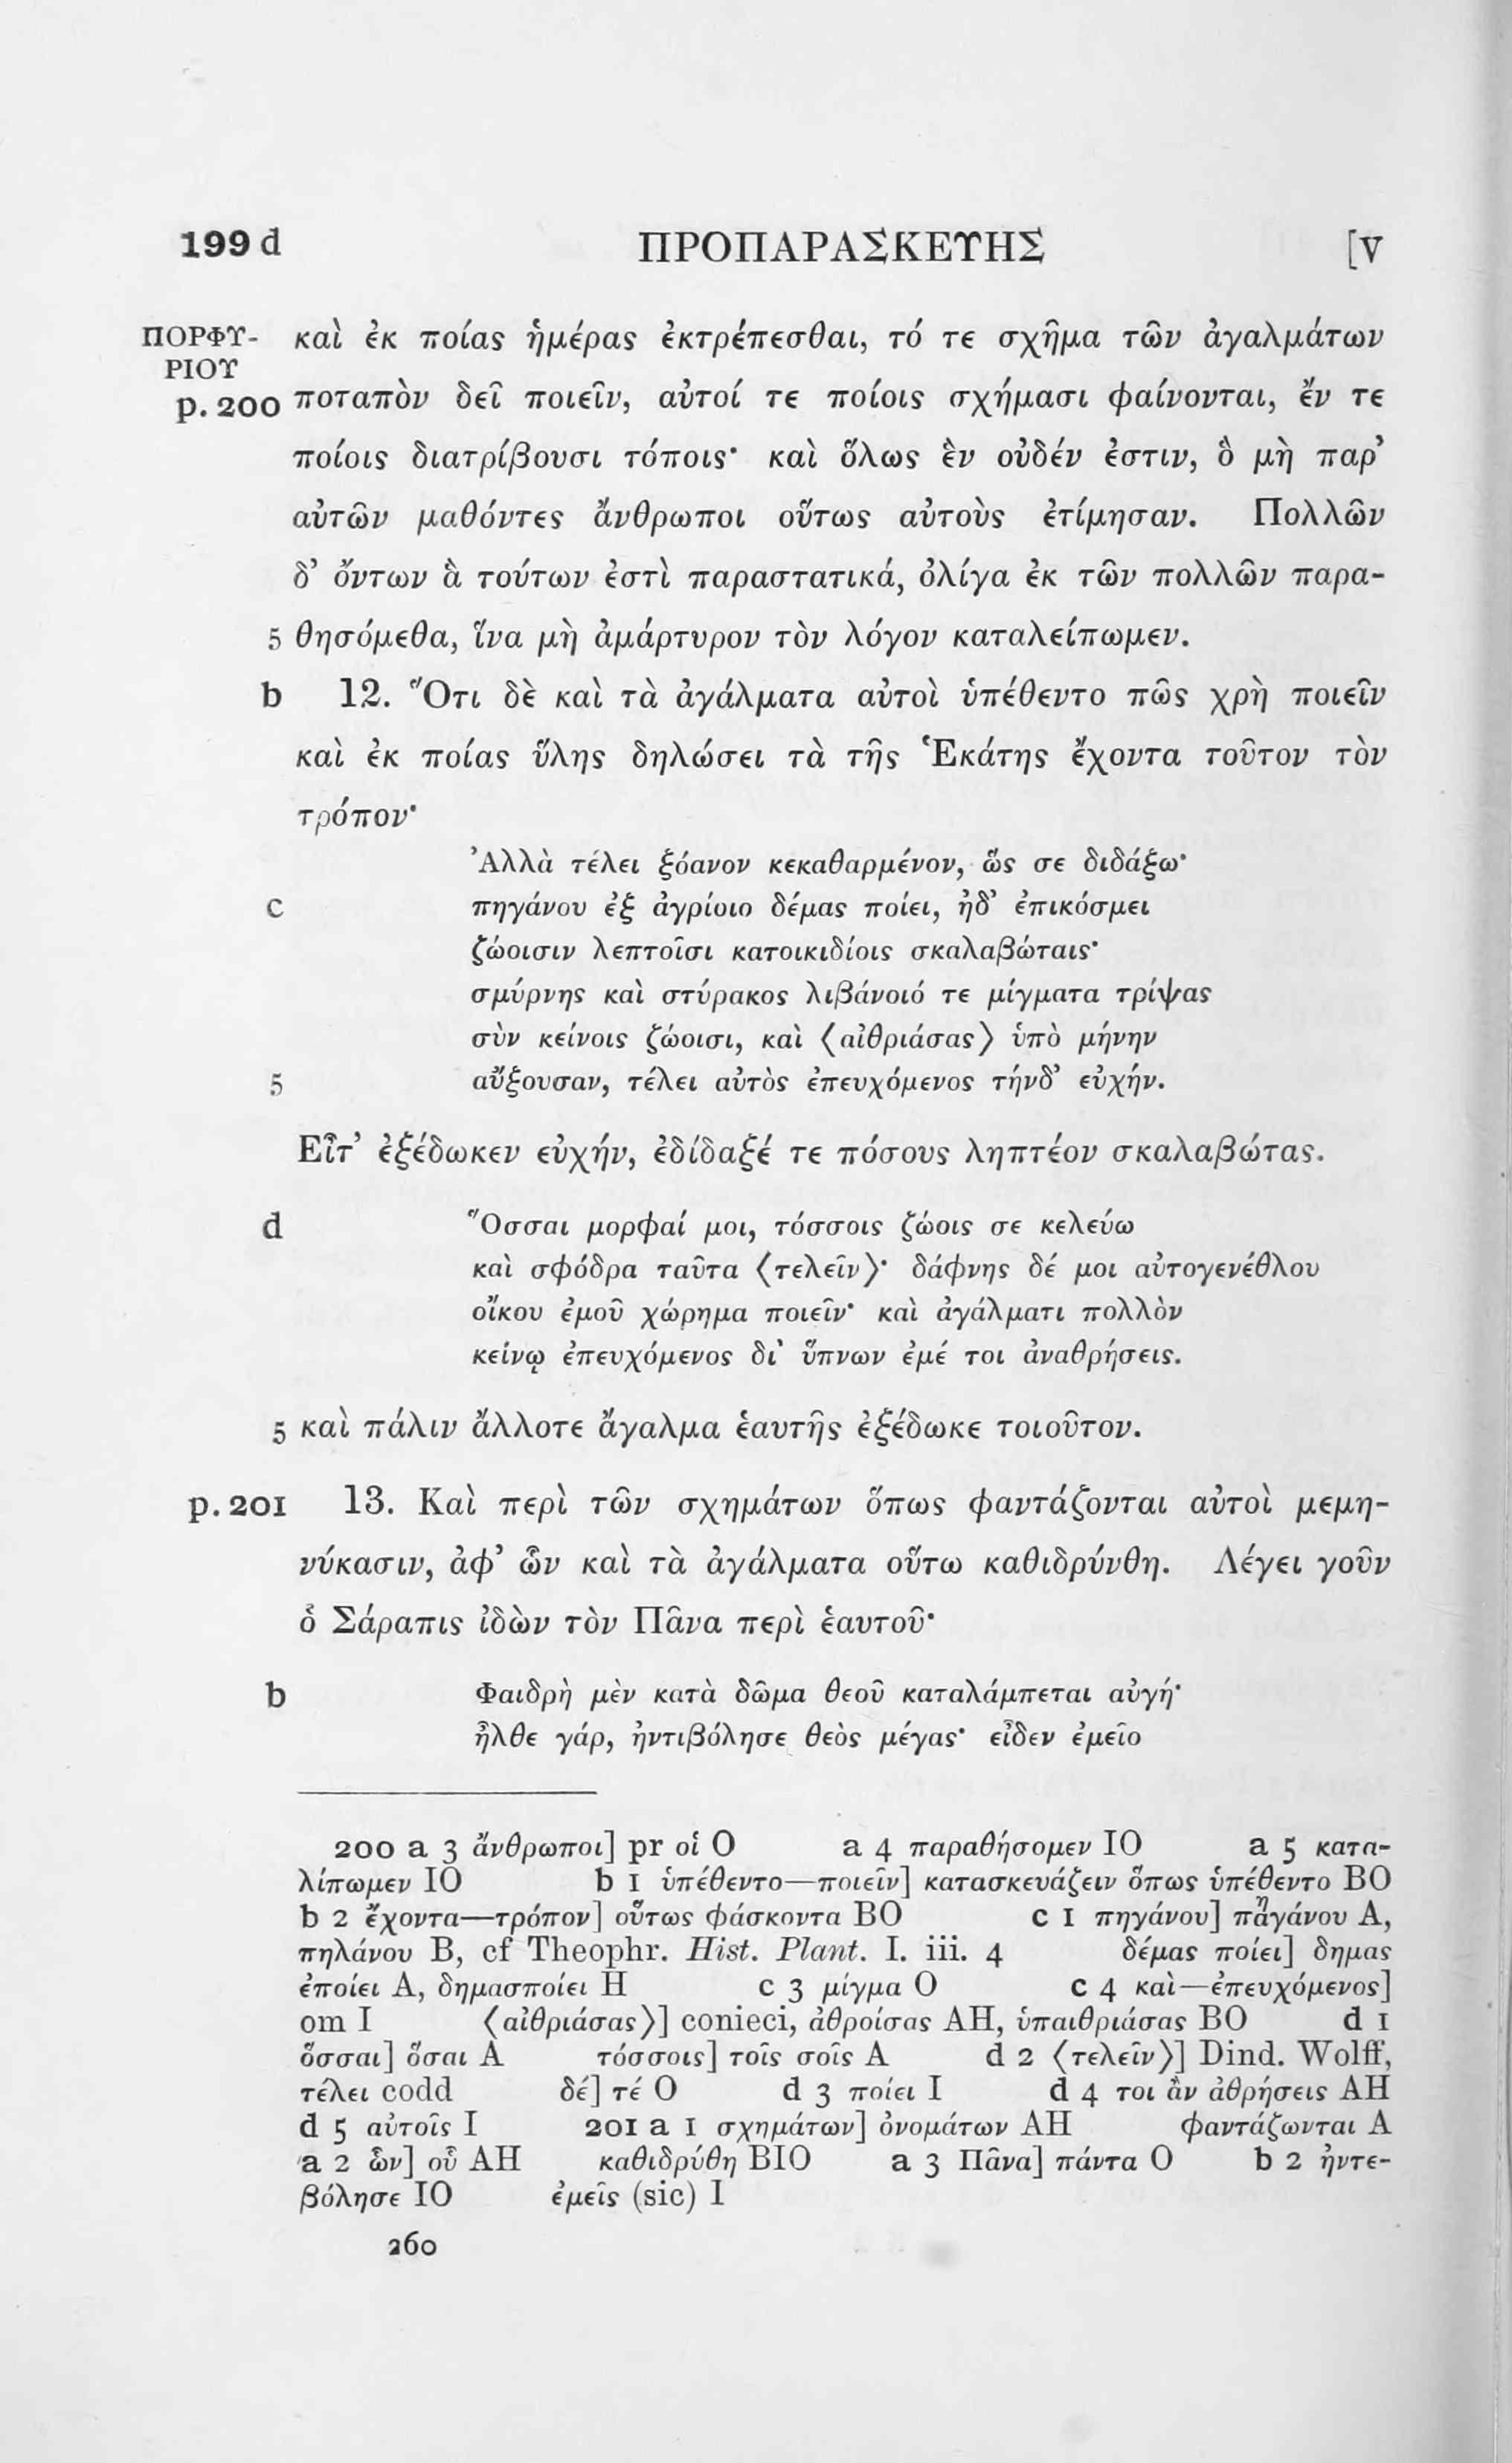 199 d ΠΡΟΠΑΡΑΣΚΕΥΗΣ [V
ΠΟΡΦΥ- καὶ ἐκ ποίας ἡμέρας ἐκτρέπεσθαι, τό τε σχῆμα τῶν ἀγαλμάτων
ΡΙΟΥ
p. 200 ποταπὸν δεῖ ποιεῖν, αὐτοί τε ποίοις σχήμασι φαίνονται, ἔν τε
ποίοις διατρίβουσι τόποις· καὶ ὅλως ἓν οὐδέν ἐστιν, ὃ μὴ παρ’
αὐτῶν μαθόντες ἄνθρωποι οὕτως αὐτοὺς ἐτίμησαν. Πολλῶν
δ’ ὄντων ἃ τούτων ἐστὶ παραστατικά, ὀλίγα ἐκ τῶν πολλῶν παρα-
5 θησόμεθα, ἵνα μὴ ἀμάρτυρον τὸν λόγον καταλείπωμεν.
b 12. Ὅτι δὲ καὶ τὰ ἀγάλματα αὐτοὶ ὑπέθεντο πῶς χρὴ ποιεῖν
καὶ ἐκ ποίας ὕλης δηλώσει τὰ τῆς Ἑκάτης ἔχοντα τοῦτον τὸν
τρόπον·
Ἀλλὰ τέλει ξόανον κεκαθαρμένον, ὥς σε διδάξω·
c πηγάνου ἐξ ἀγρίοιο δέμας ποίει, ἠδ’ ἐπικόσμει
ζώοισιν λεπτοῖσι κατοικιδίοις σκαλαβώταις·
σμύρνης καὶ στύρακος λιβάνοιό τε μίγματα τρίψας
σὺν κείνοις ζώοισι, καὶ ⟨αἰθριάσας⟩ ὑπὸ μήνην
5 αὔξουσαν, τέλει αὐτὸς ἐπευχόμενος τήνδ’ εὐχήν.
Εἶτ’ ἐξέδωκεν εὐχήν, ἐδίδαξέ τε πόσους ληπτέον σκαλαβώτας.
d Ὅσσαι μορφαί μοι, τόσσοις ζώοις σε κελεύω
καὶ σφόδρα ταῦτα ⟨τελεῖν⟩· δάφνης δέ μοι αὐτογενέθλου
οἴκου ἐμοῦ χώρημα ποιεῖν· καὶ ἀγάλματι πολλὸν
κείνῳ ἐπευχόμενος δι’ ὕπνων ἐμέ τοι ἀναθρήσεις.
5 καὶ πάλιν ἄλλοτε ἄγαλμα ἑαυτῆς ἐξέδωκε τοιοῦτον.
p. 201 13. Καὶ περὶ τῶν σχημάτων ὅπως φαντάζονται αὐτοὶ μεμη-
νύκασιν, ἀφ’ ὧν καὶ τὰ ἀγάλματα οὕτω καθιδρύνθη. Λέγει γοῦν
ὁ Σάραπις ἰδὼν τὸν Πᾶνα περὶ ἑαυτοῦ·
b Φαιδρὴ μὲν κατὰ δῶμα θεοῦ καταλάμπεται αὐγή·
ἦλθε γάρ, ἠντιβόλησε θεὸς μέγας· εἶδεν ἐμεῖο
200 a 3 ἄνθρωποι] pr οἱ O a 4 παραθήσομεν IO a 5 κατα-
λίπωμεν IO b 1 ὑπέθεντο—ποιεῖν] κατασκευάζειν ὅπως ὑπέθεντο BO
b 2 ἔχοντα—τρόπον] οὕτως φάσκοντα BO c 1 πηγάνου] πᾶ<sup>η</sup>γάνου A,
πηλάνου B, cf Theophr. Hist. Plant. I. iii. 4 δέμας ποίει] δημας
ἐποίει A, δημασποίει H c 3 μίγμα O c 4 καὶ—ἐπευχόμενος]
om I ⟨αἰθριάσας⟩] conieci, ἀθροίσας AH, ὑπαιθριάσας BO d 1
ὅσσαι] ὅσαι A τόσσοις] τοῖς σοῖς A d 2 ⟨τελεῖν⟩] Dind. Wolff,
τέλει codd δέ] τέ O d 3 ποίει I d 4 τοι ἂν ἀθρήσεις AH
d 5 αὐτοῖς I 201 a 1 σχημάτων] ὀνομάτων AH φαντάζωνται A
a 2 ὧν] οὗ AH καθιδρύθη BIO a 3 Πᾶνα] πάντα O b 2 ἠντε-
βόλησε IO ἐμεῖς (sic) I
260